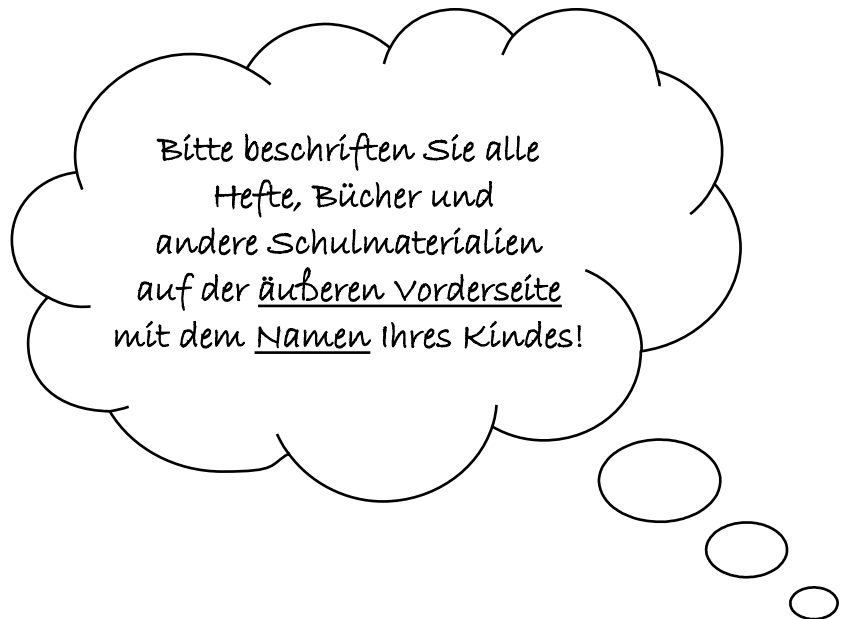 Bitte beschriften Sie alle
Hefte, Bücher und
andere Schulmaterialien
auf der äußeren Vorderseite
mit dem Namen Ihres Kindes!